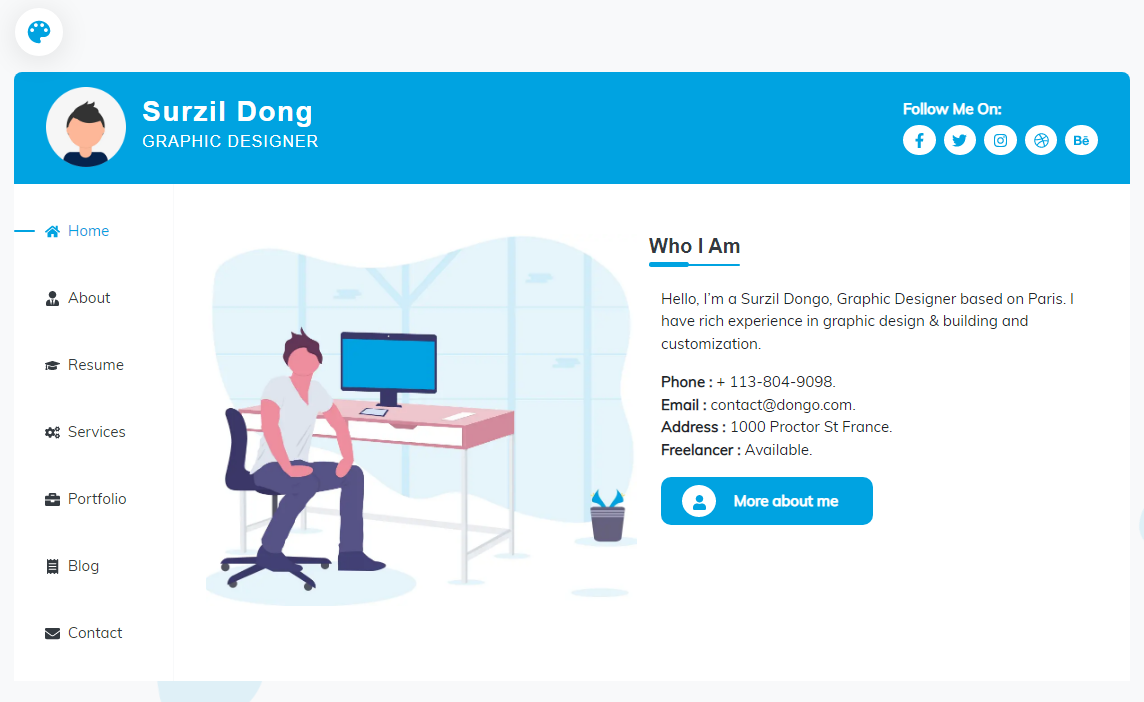 Surzil Dong
GRAPHIC DESIGNER
Follow Me On:
Bē
Home
About
Resume
Services
Portfolio
Blog
Contact
Who I Am
Hello, I'm a Surzil Dongo, Graphic Designer based on Paris. I
have rich experience in graphic design & building and
customization.
Phone : + 113-804-9098.
Email : contact@dongo.com.
Address : 1000 Proctor St France.
Freelancer : Available.
More about me